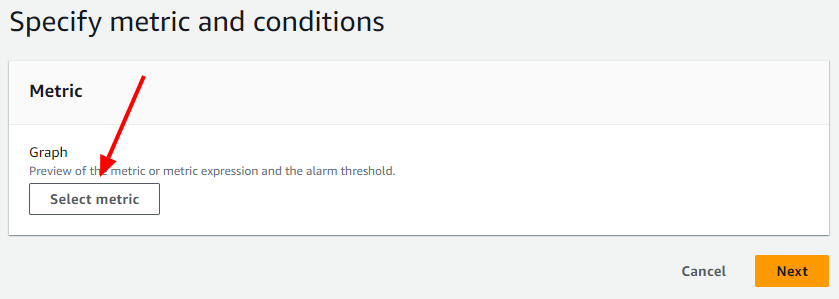 Specify metric and conditions
Metric
Graph
Preview of the metric or metric expression and the alarm threshold.
Select metric
Cancel
Next